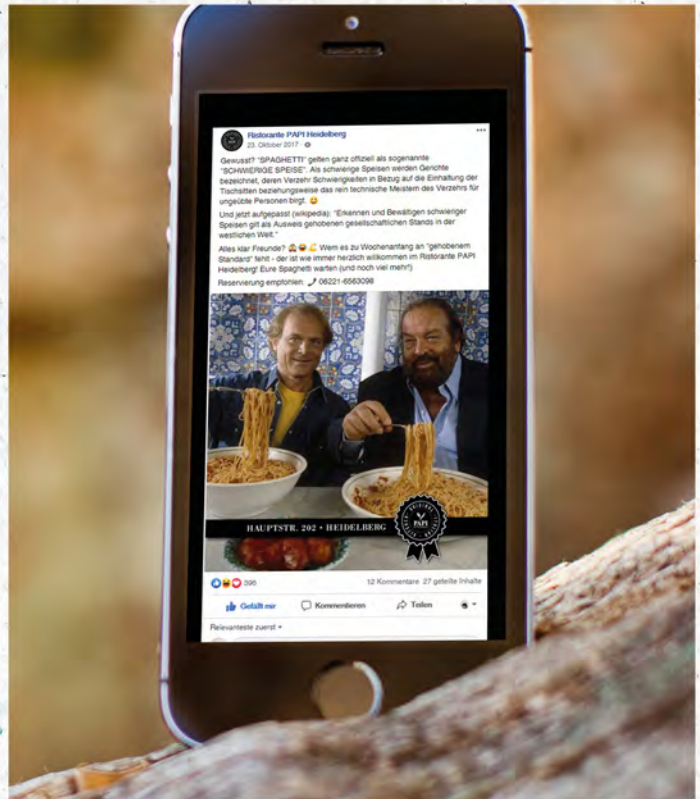 Ristorante PAPI Heidelberg
23. Oktober 2017
Gewusst? "SPAGHETTI" gelten ganz offiziell als sogenannte
"SCHWIERIGE SPEISE". Als schwierige Speisen werden Gerichte
bezeichnet, deren Verzehr Schwierigkeiten in Bezug auf die Einhaltung der
Tischsitten beziehungsweise das rein technische Meistern des Verzehrs für
ungeübte Personen birgt. 😀
Und jetzt aufgepasst (wikipedia): "Erkennen und Bewältigen schwieriger
Speisen gilt als Ausweis gehobenen gesellschaftlichen Stands in der
westlichen Welt."
Alles klar Freunde? Wem es zu Wochenanfang an "gehobenem
Standard" fehlt - der ist wie immer herzlich willkommen im Ristorante PAPI
Heidelberg! Eure Spaghetti warten (und noch viel mehr!)
Reservierung empfohlen: 06221-6563098
HAUPTSTR. 202 • HEIDELBERG
PAPI
396
12 Kommentare 27 geteilte Inhalte
Gefällt mir Kommentieren Teilen
Relevanteste zuerst